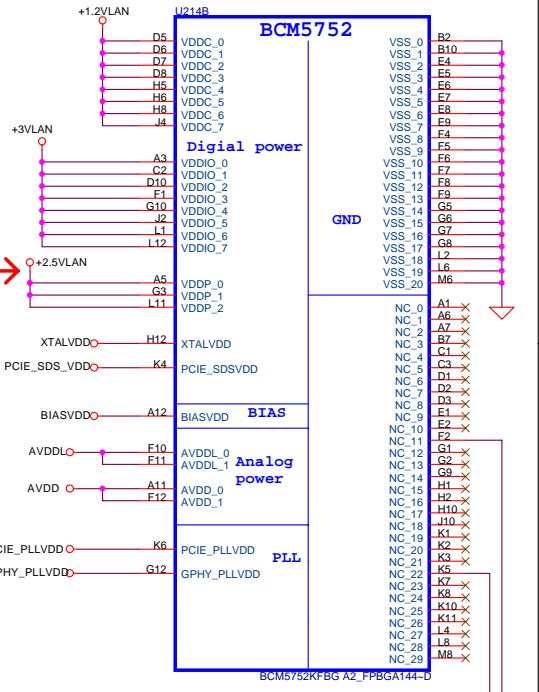 U214B
BCM5752
+1.2VLAN
D5 VDDC_0
D6 VDDC_1
D7 VDDC_2
D8 VDDC_3
H5 VDDC_4
H6 VDDC_5
H8 VDDC_6
J4 VDDC_7
Digial power
+3VLAN
A3 VDDIO_0
C2 VDDIO_1
D10 VDDIO_2
F1 VDDIO_3
G10 VDDIO_4
J2 VDDIO_5
L1 VDDIO_6
L12 VDDIO_7
+2.5VLAN
A5 VDDP_0
G3 VDDP_1
L11 VDDP_2
XTALVDD H12 XTALVDD
PCIE_SDS_VDD K4 PCIE_SDSVDD
BIAS
BIASVDD A12 BIASVDD
AVDDL F10 AVDDL_0
F11 AVDDL_1
Analog
power
AVDD A11 AVDD_0
F12 AVDD_1
CIE_PLLVDD K6 PCIE_PLLVDD
PLL
PHY_PLLVDD G12 GPHY_PLLVDD
VSS_0 B2
VSS_1 B10
VSS_2 E4
VSS_3 E5
VSS_4 E6
VSS_5 E7
VSS_6 E8
VSS_7 E9
VSS_8 F4
VSS_9 F5
VSS_10 F6
VSS_11 F7
VSS_12 F8
VSS_13 F9
VSS_14 G5
GND
VSS_15 G6
VSS_16 G7
VSS_17 G8
VSS_18 L2
VSS_19 L6
VSS_20 M6
NC_0 A1
NC_1 A6
NC_2 A7
NC_3 B7
NC_4 C1
NC_5 C3
NC_6 D1
NC_7 D2
NC_8 D3
NC_9 E1
NC_10 E2
NC_11 F2
NC_12 G1
NC_13 G2
NC_14 G9
NC_15 H1
NC_16 H2
NC_17 H10
NC_18 J10
NC_19 K1
NC_20 K2
NC_21 K3
NC_22 K5
NC_23 K7
NC_24 K8
NC_25 K10
NC_26 K11
NC_27 L4
NC_28 L8
NC_29 M8
BCM5752KFBG A2_FPBGA144~D